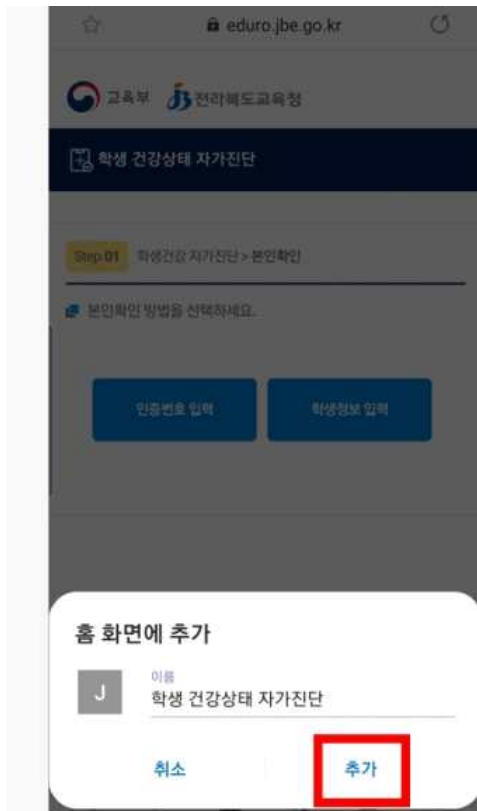 eduro.jbe.go.kr
교육부 전라북도교육청
학생 건강상태 자가진단
Step 01 학생건강 자가진단 > 본인확인
본인확인 방법을 선택하세요.
인증번호 입력 학생정보 입력
홈 화면에 추가
J
이름
학생 건강상태 자가진단
취소 추가